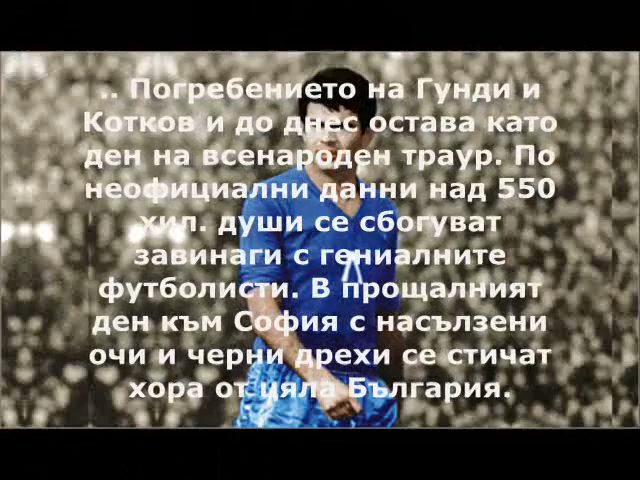 .. Погребението на Гунди и
Котков и до днес остава като
ден на всенароден траур. По
неофициални данни над 550
хил. души се сбогуват
завинаги с гениалните
футболисти. В прощалният
ден към София с насълзени
очи и черни дрехи се стичат
хора от цяла България.